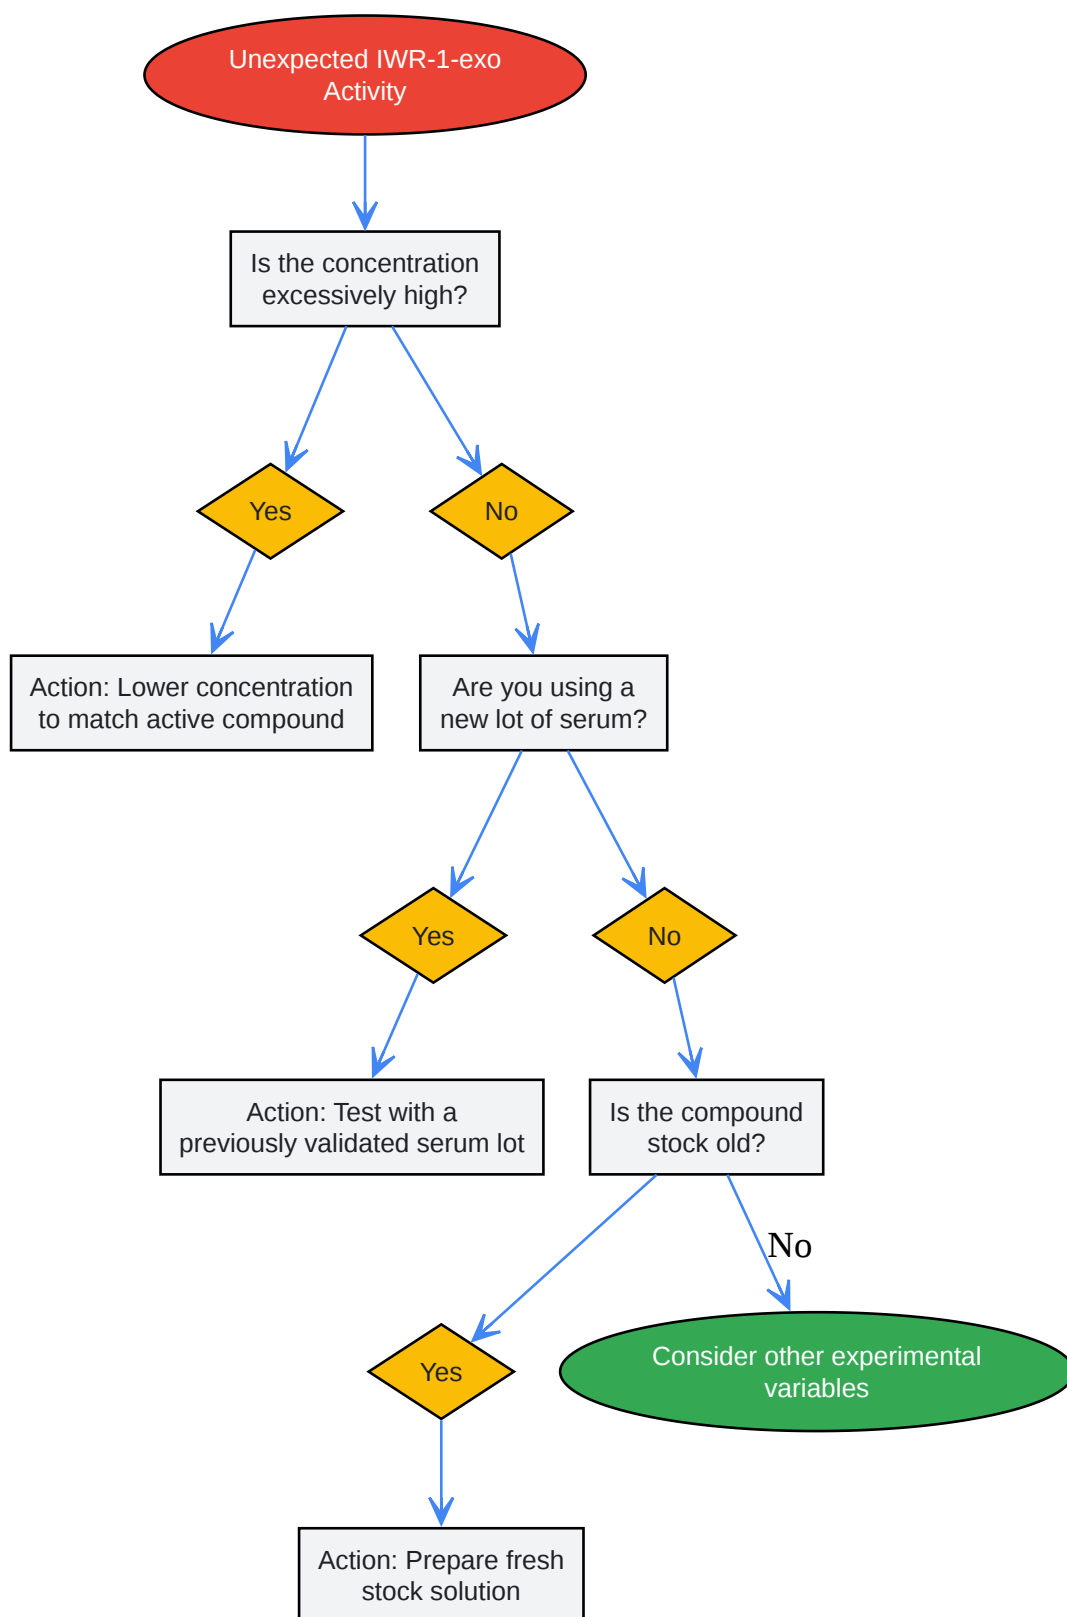 Unexpected IWR-1-exo
Activity
Is the concentration
excessively high?
Yes
No
Action: Lower concentration
to match active compound
Are you using a
new lot of serum?
Yes
No
Action: Test with a
previously validated serum lot
Is the compound
stock old?
No
Yes
Consider other experimental
variables
Action: Prepare fresh
stock solution